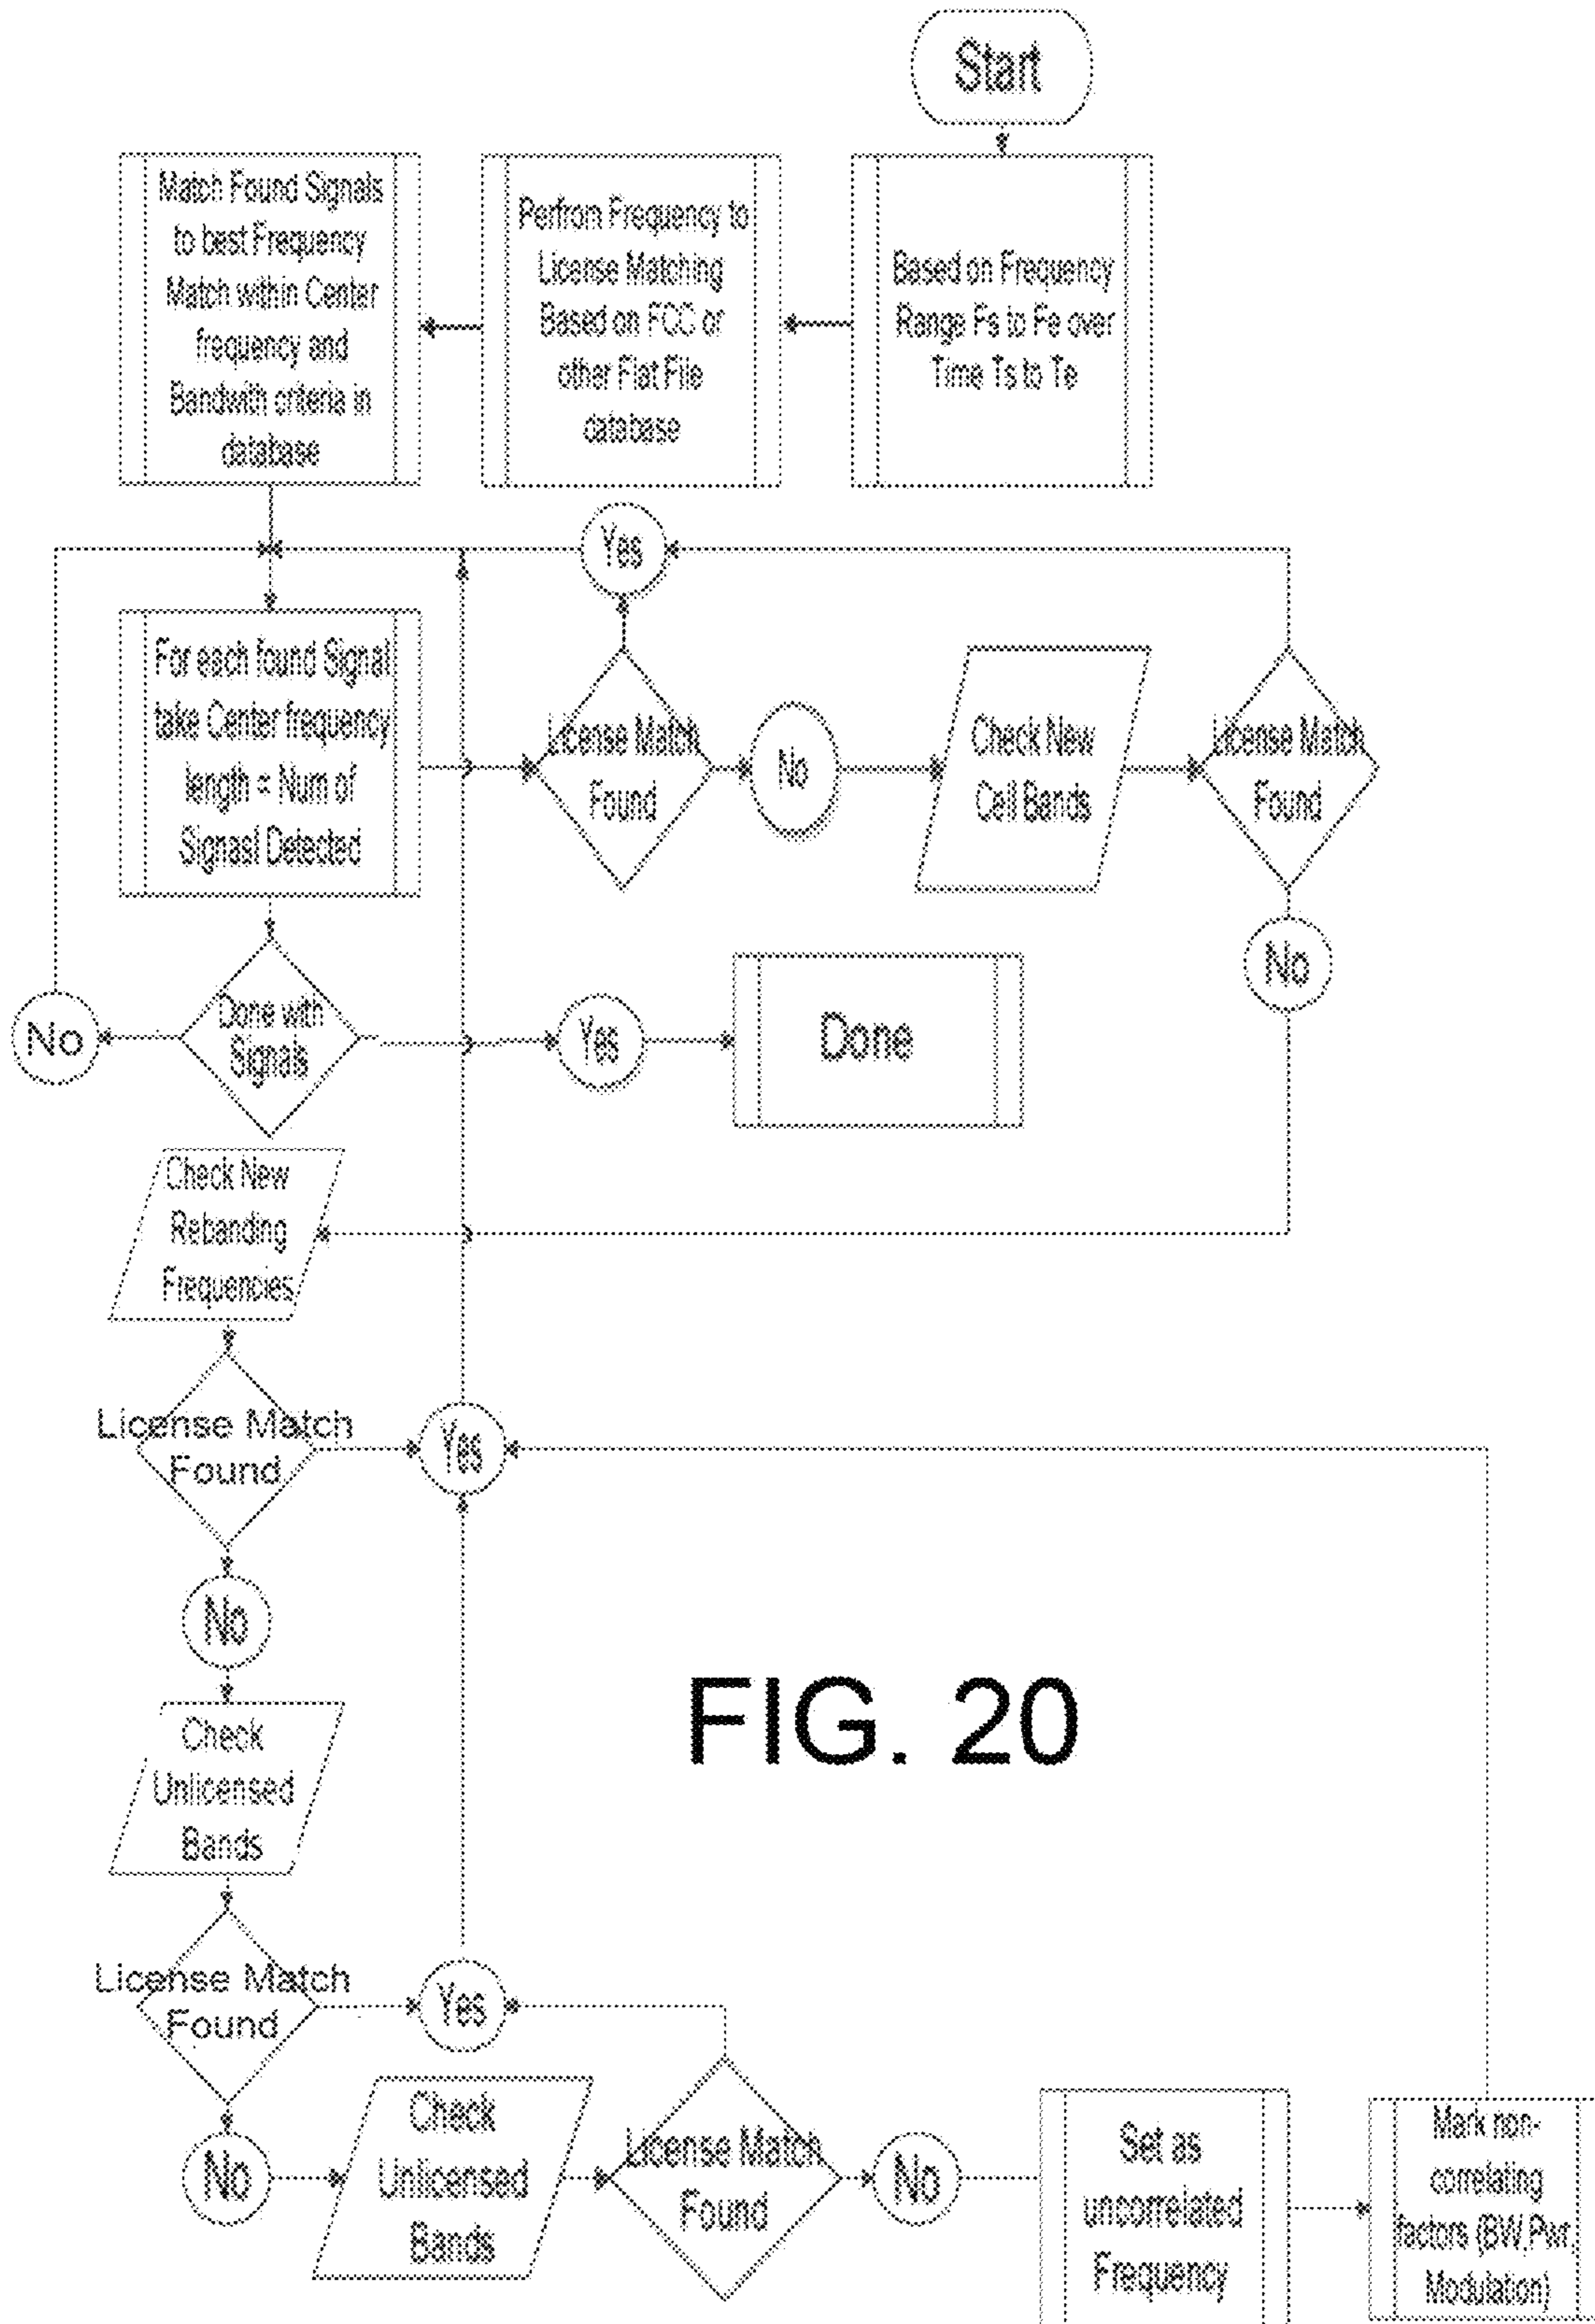 Start
Match Found Signals
to best Frequency
Match within Center
frequency and
Bandwith criteria in
database
Perfrom Frequency to
License Matching
Based on FCC or
other Flat File
database
Based on Frequency
Range Fs to Fe over
Time Ts to Te
Yes
For each found Signal
take Center frequency
length = Num of
Signasl Detected
License Match
Found
No
Check New
Cell Bands
License Match
Found
No
No
Done with
Signals
Yes
Done
Check New
Rebanding
Frequencies
License Match
Found
Yes
No
Check
Unlicensed
Bands
FIG. 20
License Match
Found
Yes
No
Check
Unlicensed
Bands
License Match
Found
No
Set as
uncorrelated
Frequency
Mark non-
correlating
factors (BW,Pwr,
Modulation)